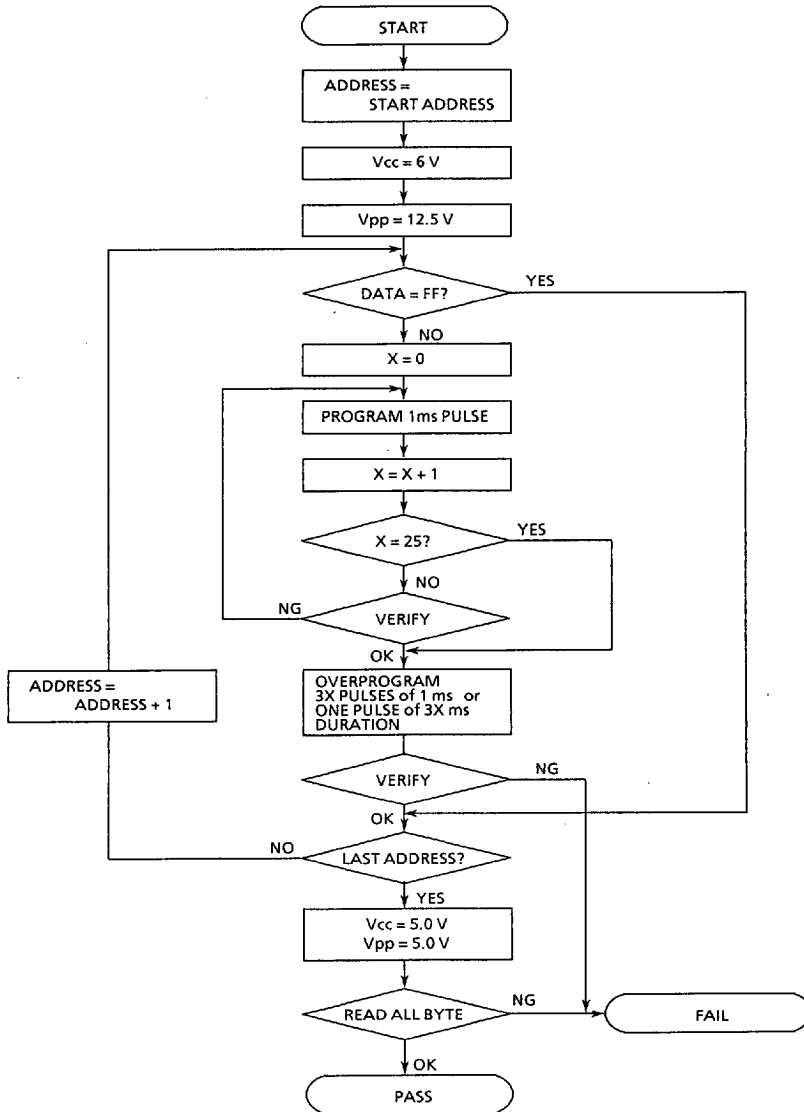 START
ADDRESS =
START ADDRESS
Vcc = 6 V
Vpp = 12.5 V
DATA = FF?
YES
NO
X = 0
PROGRAM 1ms PULSE
X = X + 1
X = 25?
YES
NO
NG
VERIFY
OK
OVERPROGRAM
3X PULSES of 1 ms or
ONE PULSE of 3X ms
DURATION
ADDRESS =
ADDRESS + 1
VERIFY
NG
OK
NO
LAST ADDRESS?
YES
Vcc = 5.0 V
Vpp = 5.0 V
READ ALL BYTE
NG
FAIL
OK
PASS